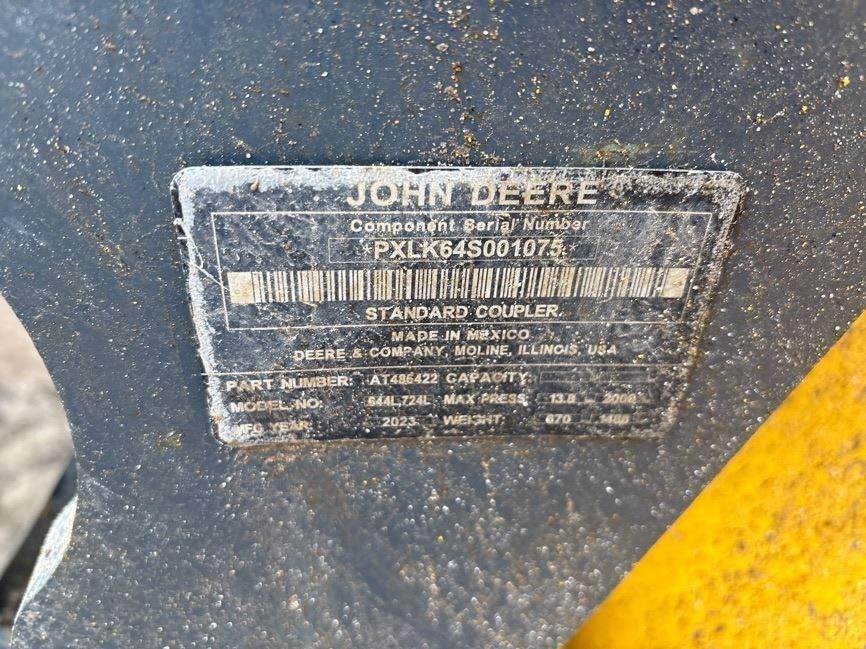 JOHN DEERE
Component Serial Number
*PXLK64S001075*
STANDARD COUPLER
MADE IN MEXICO
DEERE & COMPANY, MOLINE, ILLINOIS, USA
PART NUMBER: AT486422 CAPACITY:
MODEL NO: 644L,724L MAX PRESS: 13.8
MFG YEAR: 2023 WEIGHT: 670